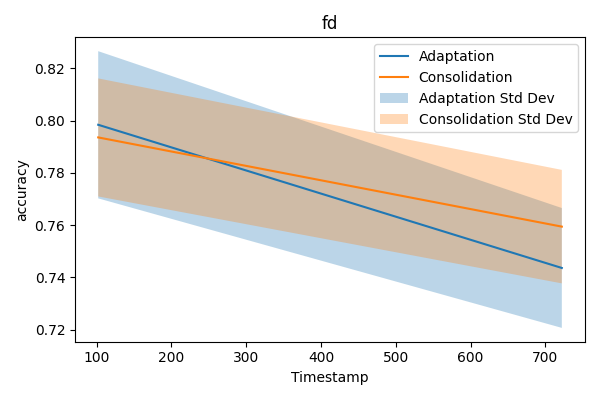 fd
Adaptation
Consolidation
Adaptation Std Dev
Consolidation Std Dev
0.82
0.80
0.78
0.76
0.74
0.72
accuracy
100 200 300 400 500 600 700
Timestamp